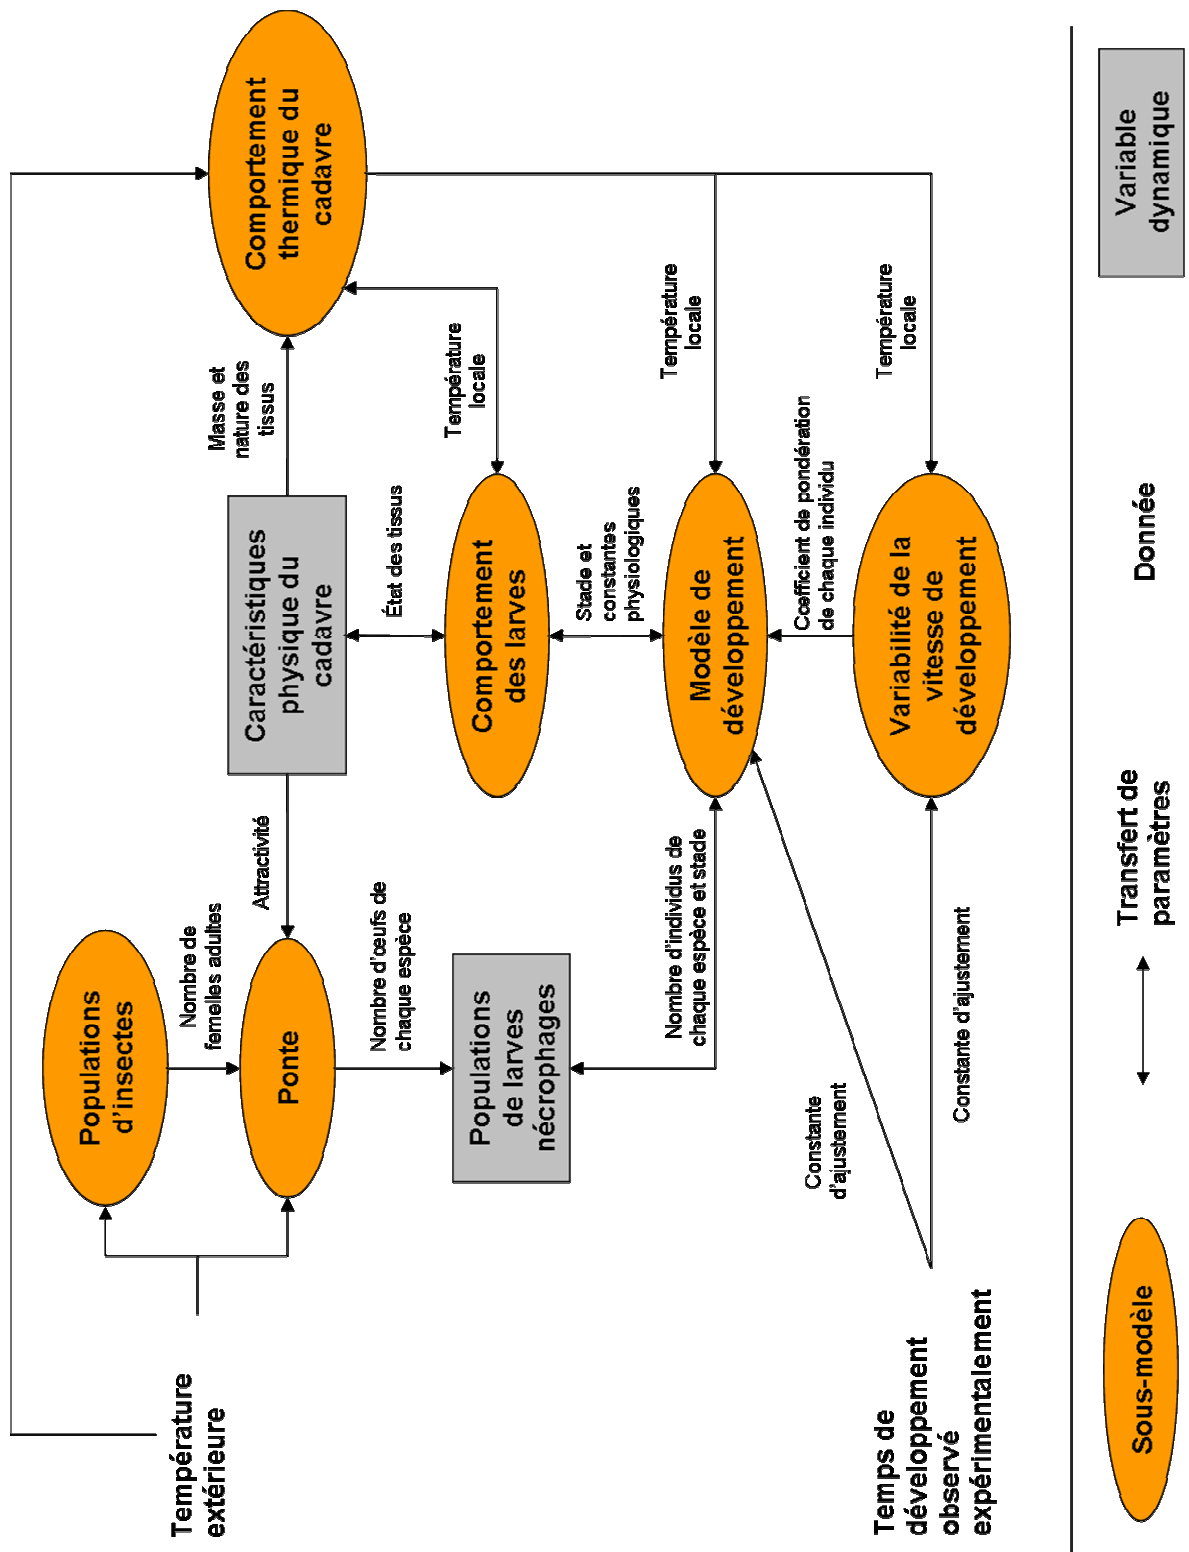 Température
extérieure
Populations
d'insectes
Nombre de
femelles adultes
Ponte
Attractivité
Caractéristiques
physique du
cadavre
Masse et
nature des
tissus
Comportement
thermique du
cadavre
Nombre d'œufs de
chaque espèce
Populations
de larves
nécrophages
État des tissus
Comportement
des larves
Température
locale
Stade et
constantes
physiologiques
Nombre d'individus de
chaque espèce et stade
Modèle de
développement
Température
locale
Constante
d'ajustement
Cœfficient de pondération
de chaque individu
Temps de
développement
observé
expérimentalement
Constante d'ajustement
Variabilité de la
vitesse de
développement
Température
locale
Sous-modèle
Transfert de
paramètres
Donnée
Variable
dynamique